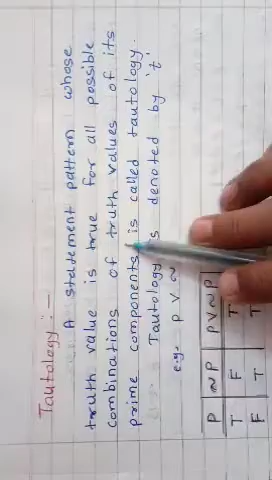 Tautology :-
A statement pattern whose
truth value is true for all possible
combinations of truth values of its
prime components is called tautology.
Tautology is denoted by 't'
e.g. P V ~
P ~P PV~P
T F T
F T T